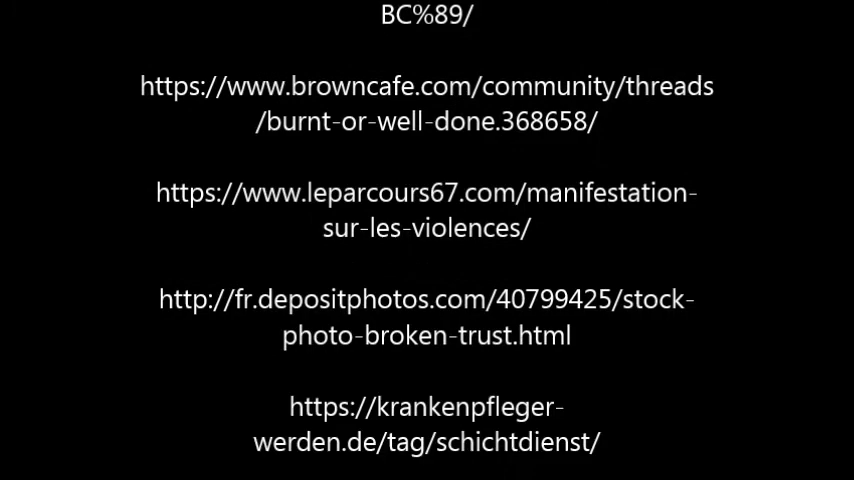 BC%89/
https://www.browncafe.com/community/threads
/burnt-or-well-done.368658/
https://www.leparcours67.com/manifestation-
sur-les-violences/
http://fr.depositphotos.com/40799425/stock-
photo-broken-trust.html
https://krankenpfleger-
werden.de/tag/schichtdienst/